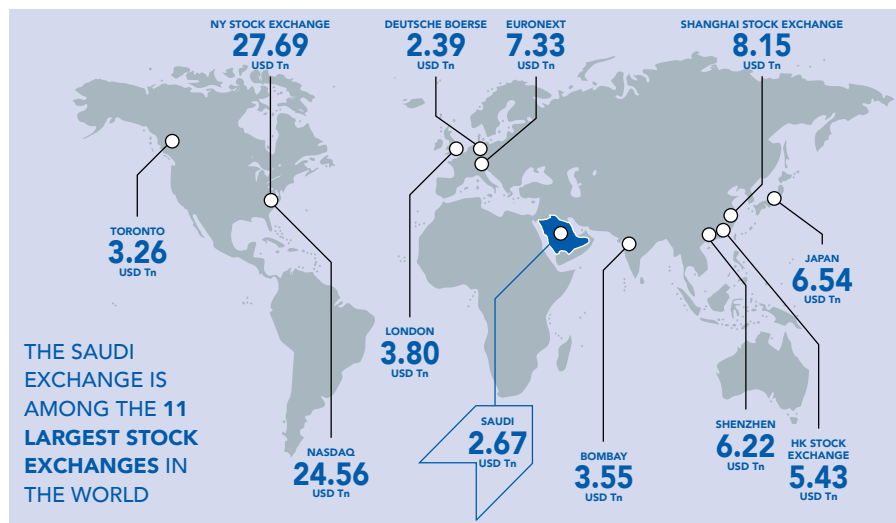 NY STOCK EXCHANGE
27.69
USD Tn
DEUTSCHE BOERSE
2.39
USD Tn
EURONEXT
7.33
USD Tn
SHANGHAI STOCK EXCHANGE
8.15
USD Tn
TORONTO
3.26
USD Tn
JAPAN
6.54
USD Tn
LONDON
3.80
USD Tn
THE SAUDI
EXCHANGE IS
AMONG THE 11
LARGEST STOCK
EXCHANGES IN
THE WORLD
NASDAQ
24.56
USD Tn
SAUDI
2.67
USD Tn
BOMBAY
3.55
USD Tn
SHENZHEN
6.22
USD Tn
HK STOCK
EXCHANGE
5.43
USD Tn